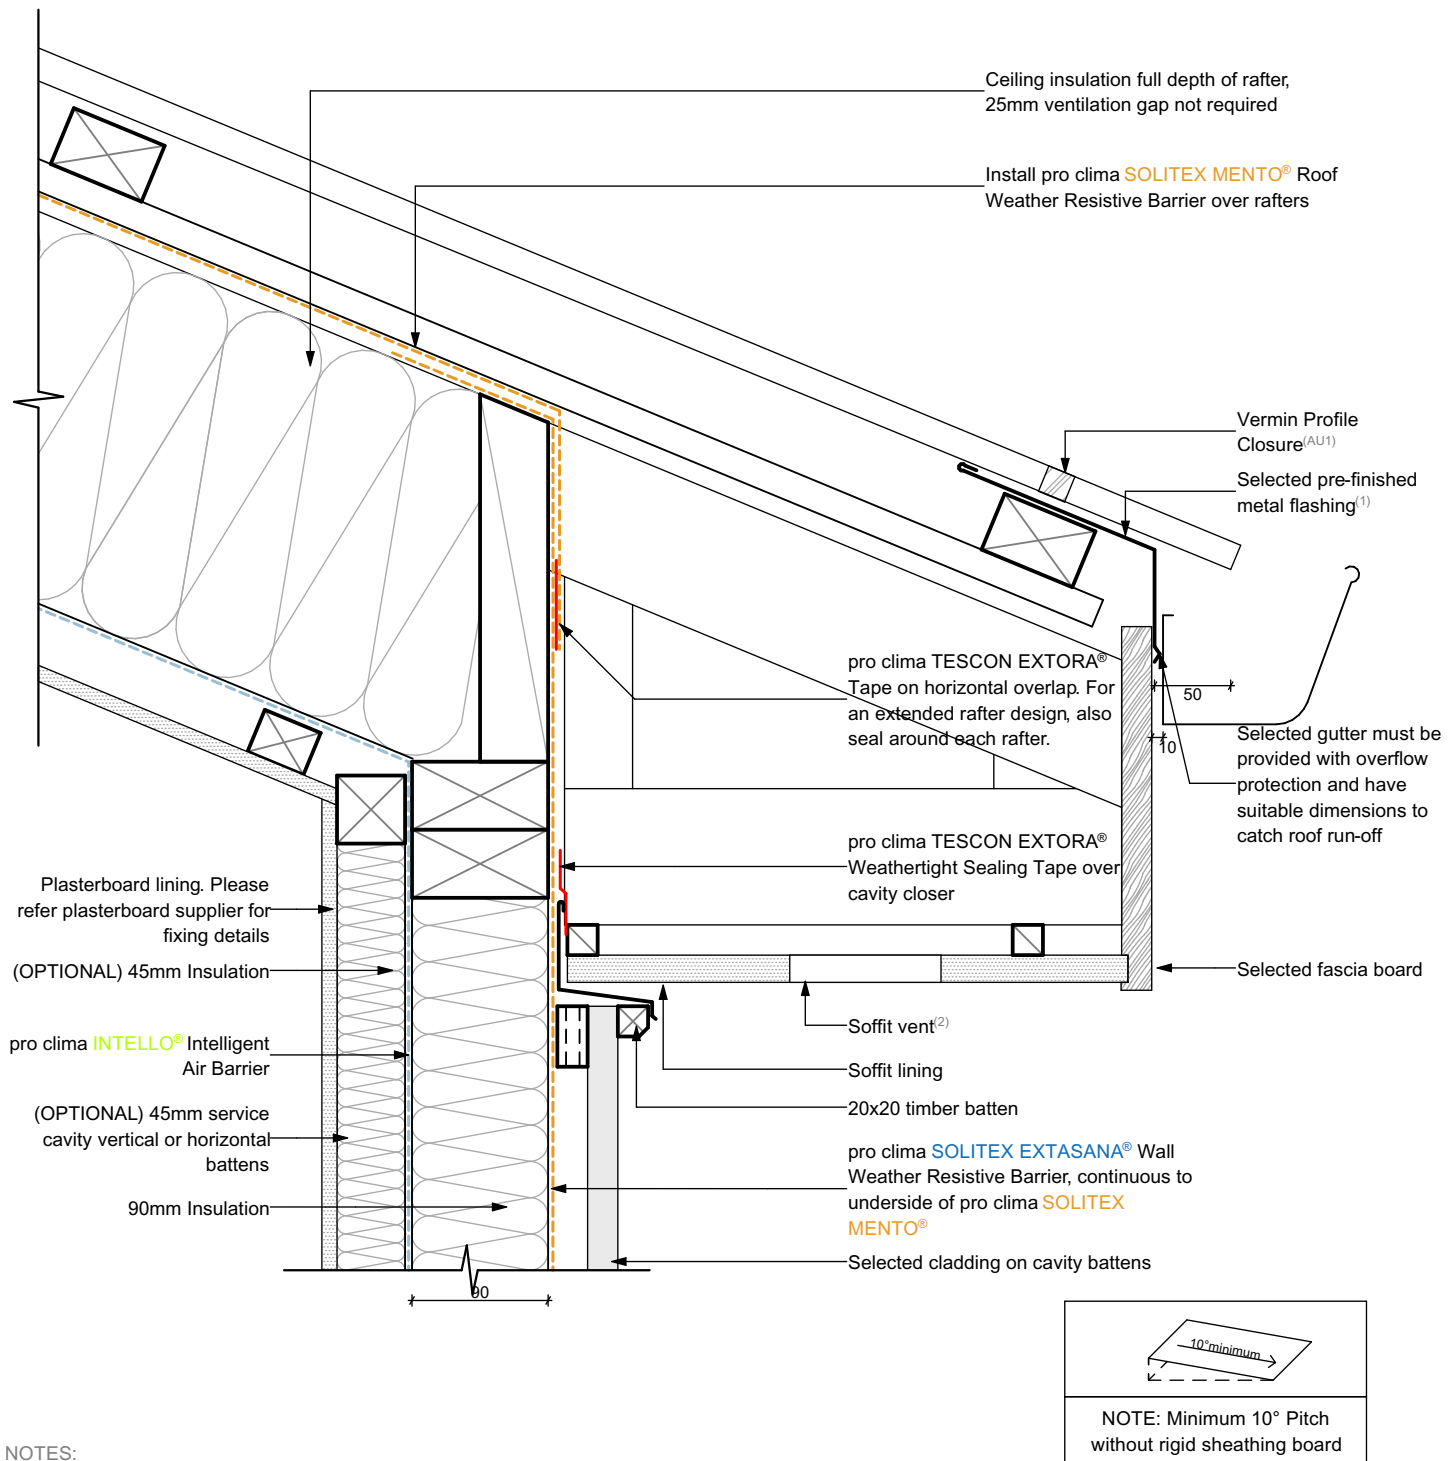 Ceiling insulation full depth of rafter,
25mm ventilation gap not required
Install pro clima SOLITEX MENTO® Roof
Weather Resistive Barrier over rafters
Vermin Profile
Closure(AU1)
Selected pre-finished
metal flashing(1)
pro clima TESCON EXTORA®
Tape on horizontal overlap. For
an extended rafter design, also
seal around each rafter.
50
10
Selected gutter must be
provided with overflow
protection and have
suitable dimensions to
catch roof run-off
pro clima TESCON EXTORA®
Weathertight Sealing Tape over
cavity closer
Plasterboard lining. Please
refer plasterboard supplier for
fixing details
(OPTIONAL) 45mm Insulation
Selected fascia board
Soffit vent(2)
pro clima INTELLO® Intelligent
Air Barrier
Soffit lining
(OPTIONAL) 45mm service
cavity vertical or horizontal
battens
20x20 timber batten
pro clima SOLITEX EXTASANA® Wall
Weather Resistive Barrier, continuous to
underside of pro clima SOLITEX
MENTO®
90mm Insulation
Selected cladding on cavity battens
90
10°minimum
NOTE: Minimum 10° Pitch
without rigid sheathing board
NOTES: